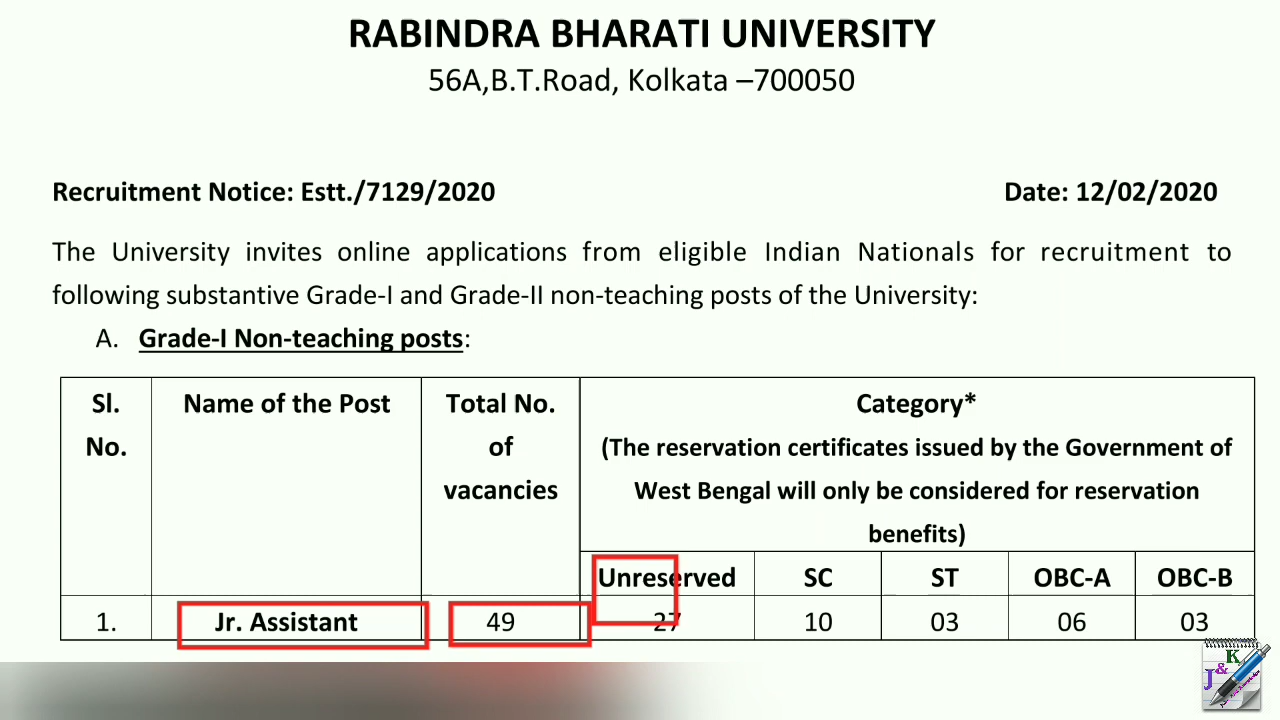 RABINDRA BHARATI UNIVERSITY
56A,B.T.Road, Kolkata –700050
Recruitment Notice: Estt./7129/2020 Date: 12/02/2020
The University invites online applications from eligible Indian Nationals for recruitment to
following substantive Grade-I and Grade-II non-teaching posts of the University:
A. Grade-I Non-teaching posts:
Sl.
No.
Name of the Post
Total No.
of
vacancies
Category*
(The reservation certificates issued by the Government of
West Bengal will only be considered for reservation
benefits)
Unreserved SC ST OBC-A OBC-B
1. Jr. Assistant 49 27 10 03 06 03
J & K